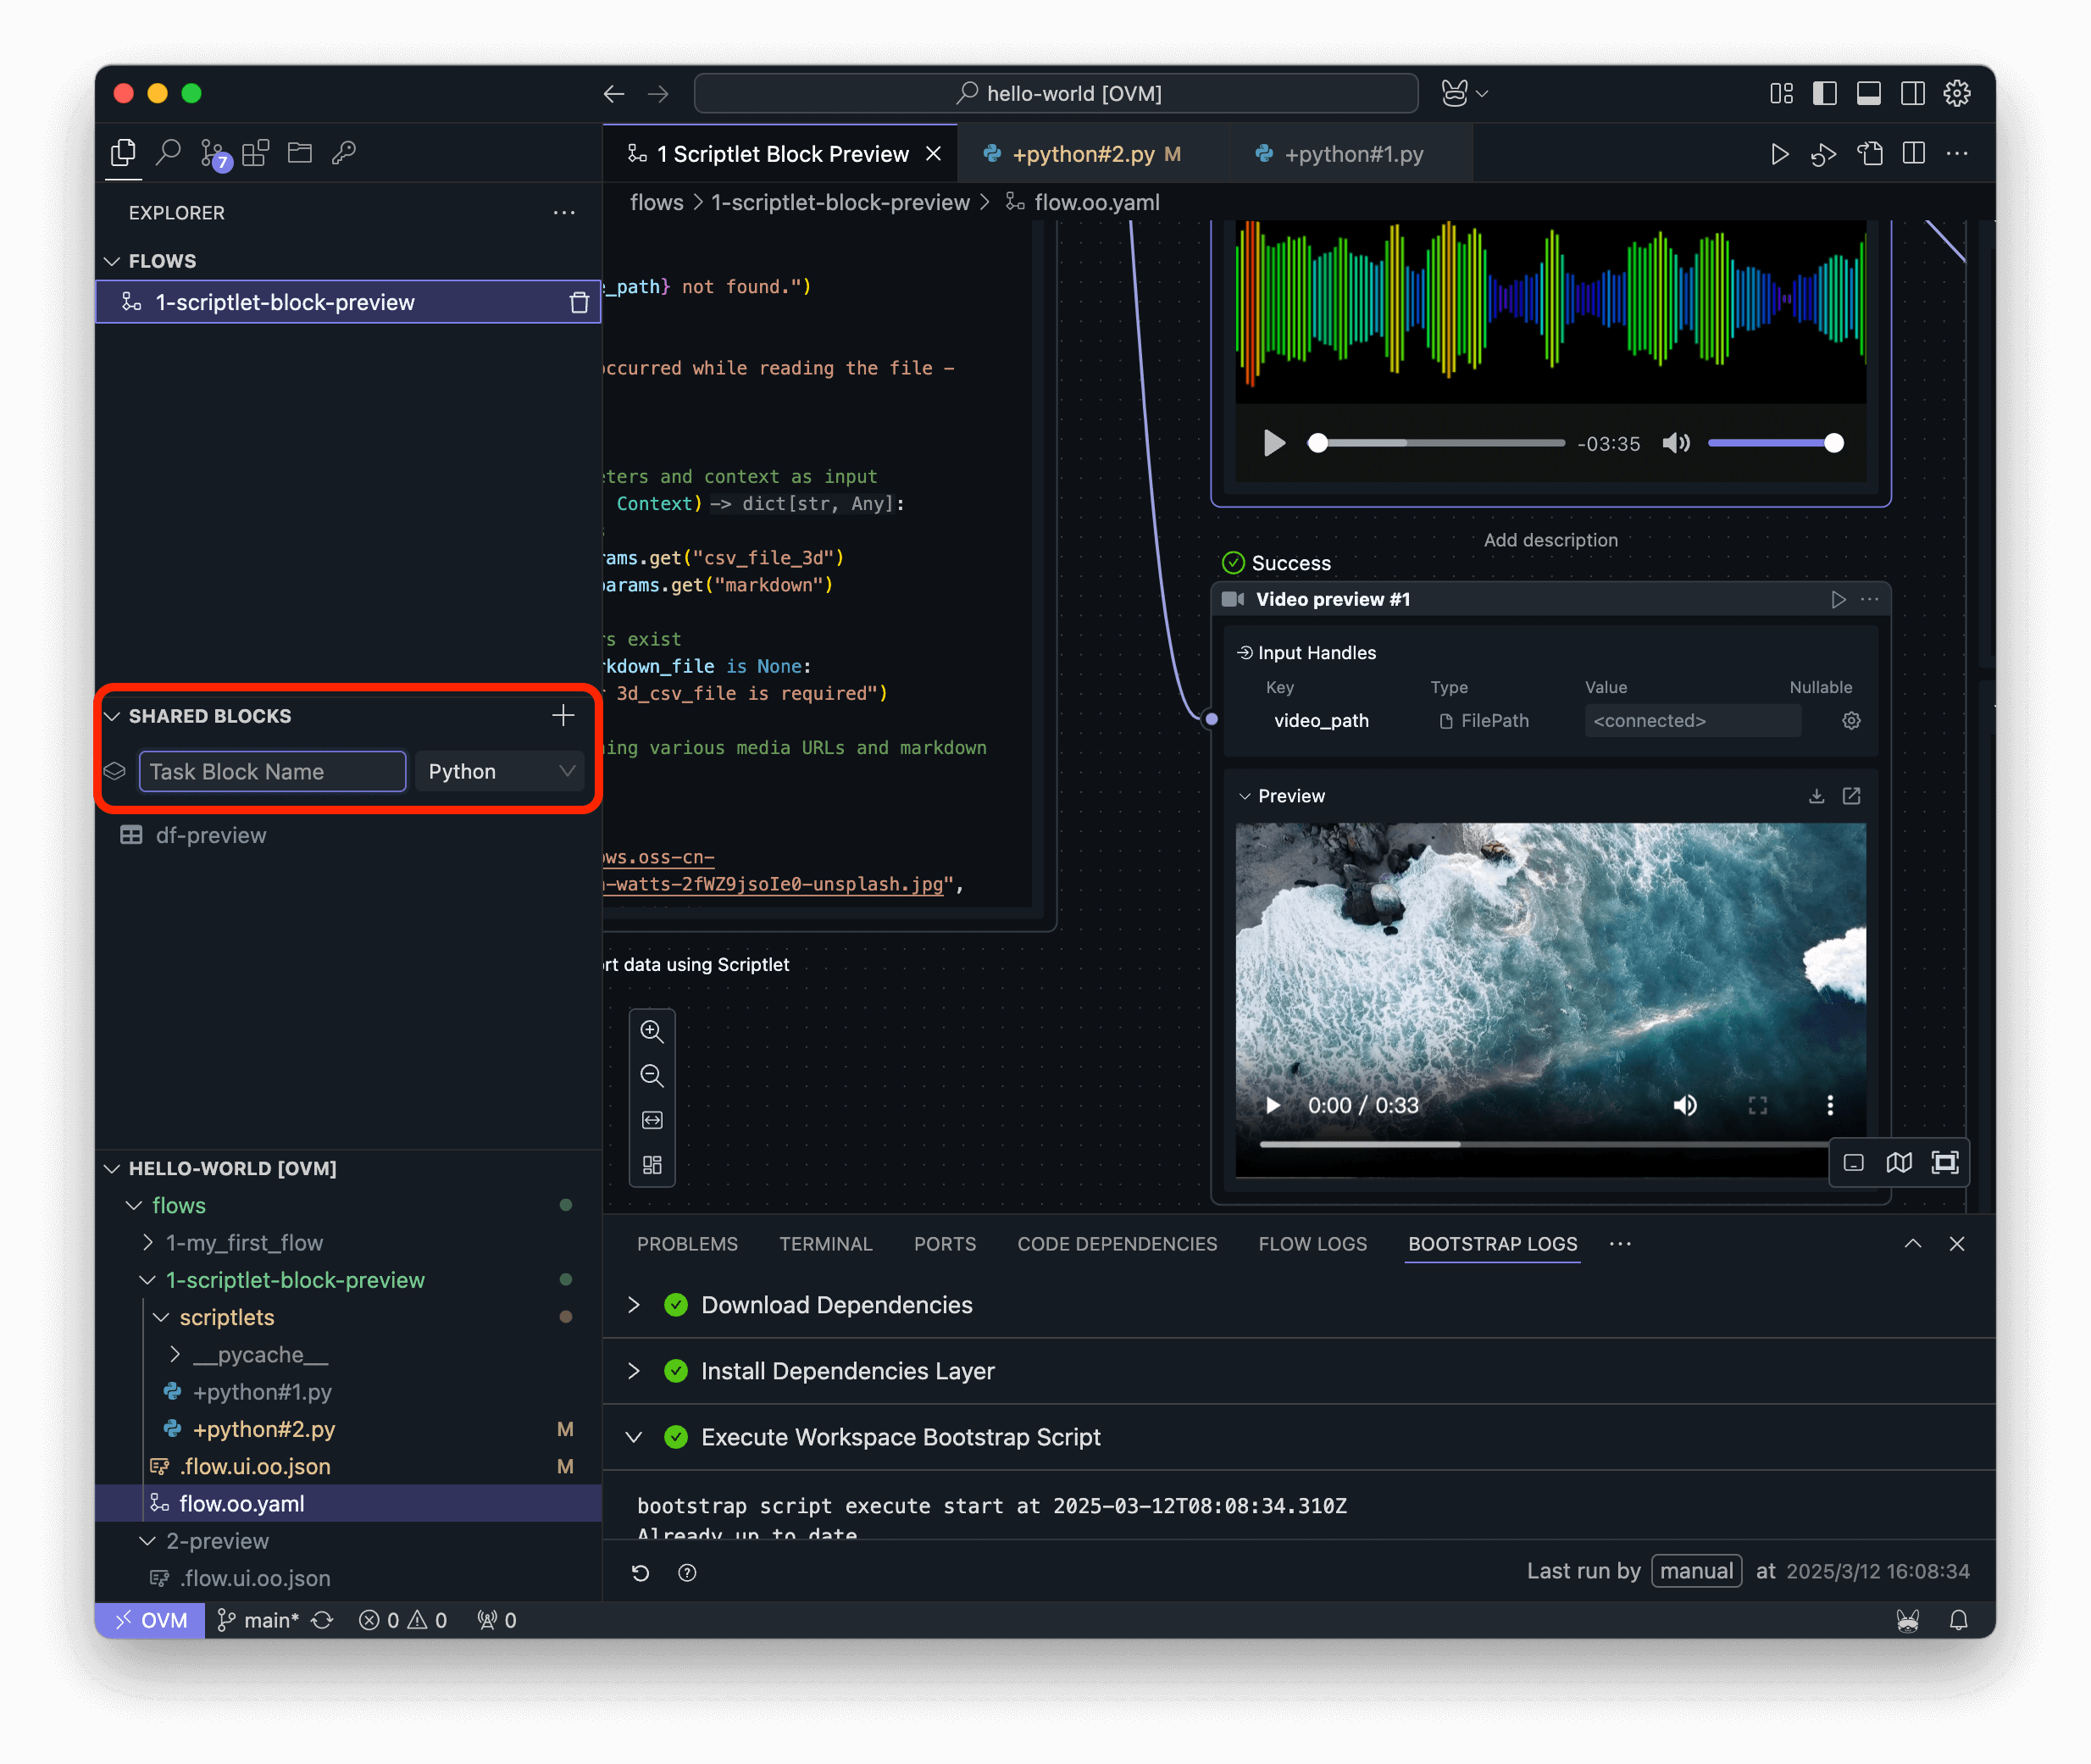 hello-world [OVM]
7
1 Scriptlet Block Preview
+python#2.py M
+python#1.py
EXPLORER
flows > 1-scriptlet-block-preview > flow.oo.yaml
FLOWS
1-scriptlet-block-preview
SHARED BLOCKS
Task Block Name
Python
df-preview
HELLO-WORLD [OVM]
flows
1-my_first_flow
1-scriptlet-block-preview
scriptlets
__pycache__
+python#1.py
+python#2.py M
.flow.ui.oo.json M
flow.oo.yaml
2-preview
.flow.ui.oo.json
_path} not found.")
occurred while reading the file -
ters and context as input
Context) -> dict[str, Any]:
ams.get("csv_file_3d")
params.get("markdown")
s exist
rkdown_file is None:
3d_csv_file is required")
ing various media URLs and markdown
ws.oss-cn-
-watts-2fWZ9jsoIe0-unsplash.jpg",
rt data using Scriptlet
-03:35
Add description
Success
Video preview #1
Input Handles
Key Type Value Nullable
video_path FilePath <connected>
Preview
0:00 / 0:33
PROBLEMS TERMINAL PORTS CODE DEPENDENCIES FLOW LOGS BOOTSTRAP LOGS
Download Dependencies
Install Dependencies Layer
Execute Workspace Bootstrap Script
bootstrap script execute start at 2025-03-12T08:08:34.310Z
Already up to date
Last run by manual at 2025/3/12 16:08:34
OVM main* 0 0 0